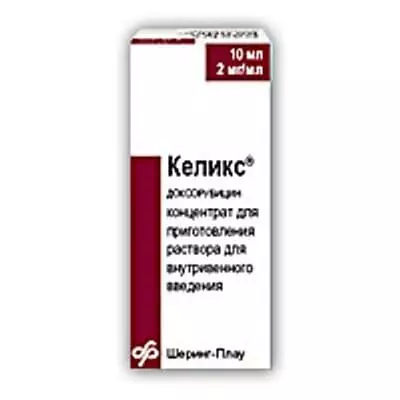 10 мл
2 мг/мл
Келикс®
доксорубицин
концентрат для
приготовления
раствора для
внутривенного
введения
Шеринг-Плау